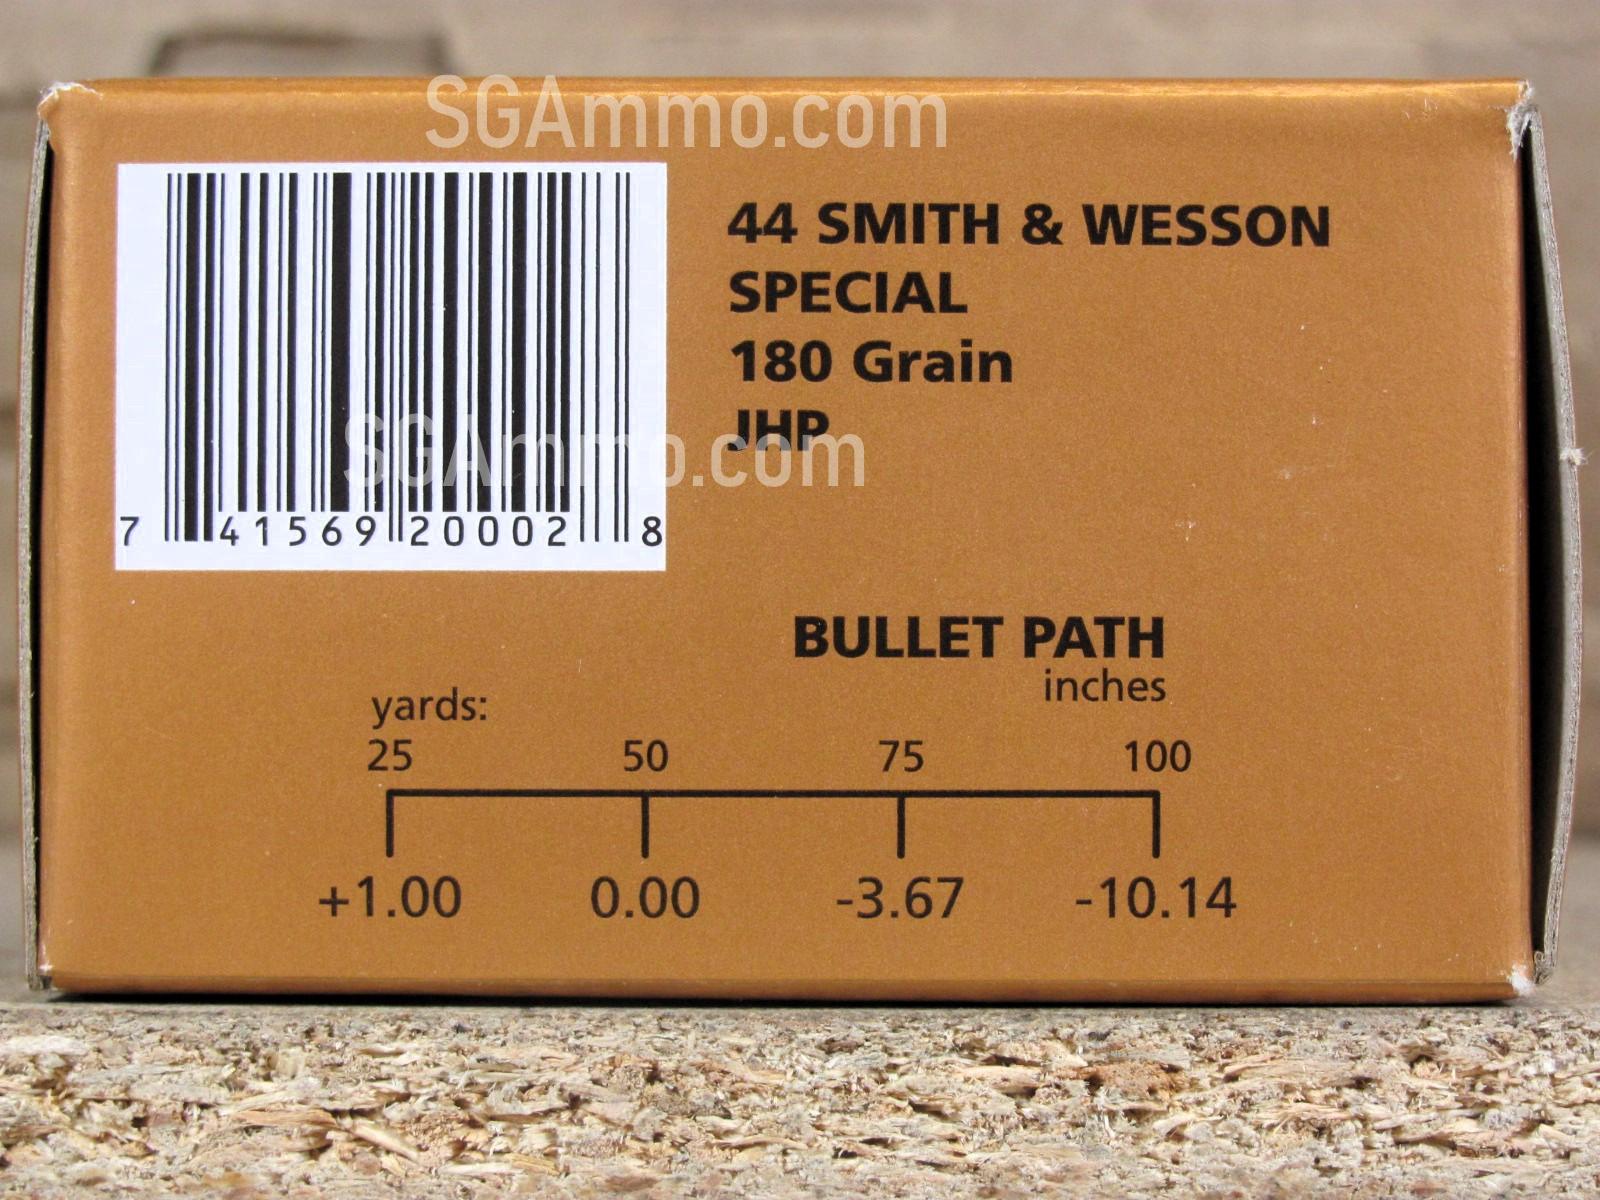 SGAmmo.com
44 SMITH & WESSON
SPECIAL
180 Grain
JHP
SGAmmo.com
7 41569 20002 8
BULLET PATH
inches
yards:
25 50 75 100
+1.00 0.00 -3.67 -10.14